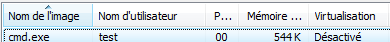 Nom de l'image Nom d'utilisateur P... Mémoire ... Virtualisation
cmd.exe test 00 544 K Désactivé